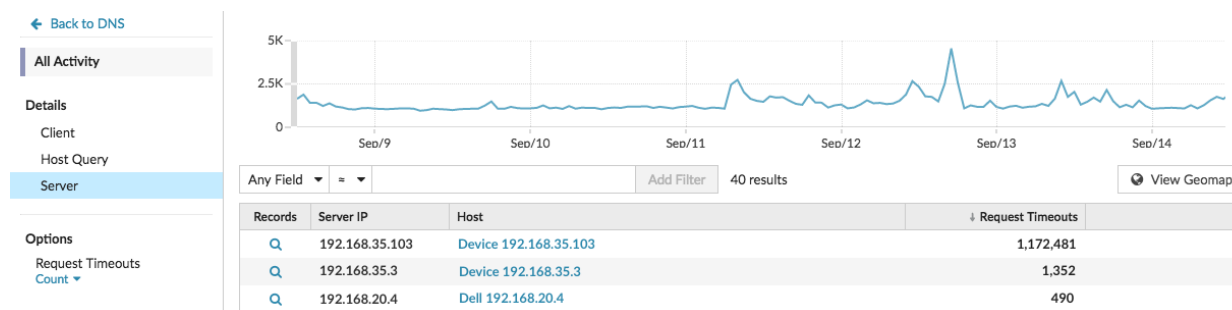 Back to DNS
All Activity
Details
Client
Host Query
Server
Options
Request Timeouts
Count
5K
2.5K
0
Sep/9 Sep/10 Sep/11 Sep/12 Sep/13 Sep/14
Any Field ≈ Add Filter 40 results View Geomap
Records Server IP Host ↓ Request Timeouts
192.168.35.103 Device 192.168.35.103 1,172,481
192.168.35.3 Device 192.168.35.3 1,352
192.168.20.4 Dell 192.168.20.4 490